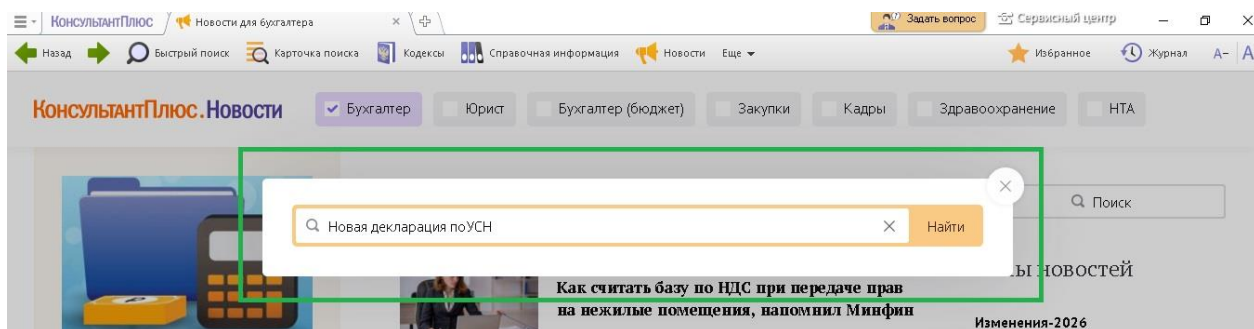 КонсультантПлюс
Новости для бухгалтера
Задать вопрос
Сервисный центр
Назад
Быстрый поиск
Карточка поиска
Кодексы
Справочная информация
Новости
Еще
Избранное
Журнал
А-
А
КонсультантПлюс.Новости
Бухгалтер
Юрист
Бухгалтер (бюджет)
Закупки
Кадры
Здравоохранение
НТА
Поиск
Новая декларация поУСН
Найти
ы новостей
Как считать базу по НДС при передаче прав
на нежилые помещения, напомнил Минфин
Изменения-2026